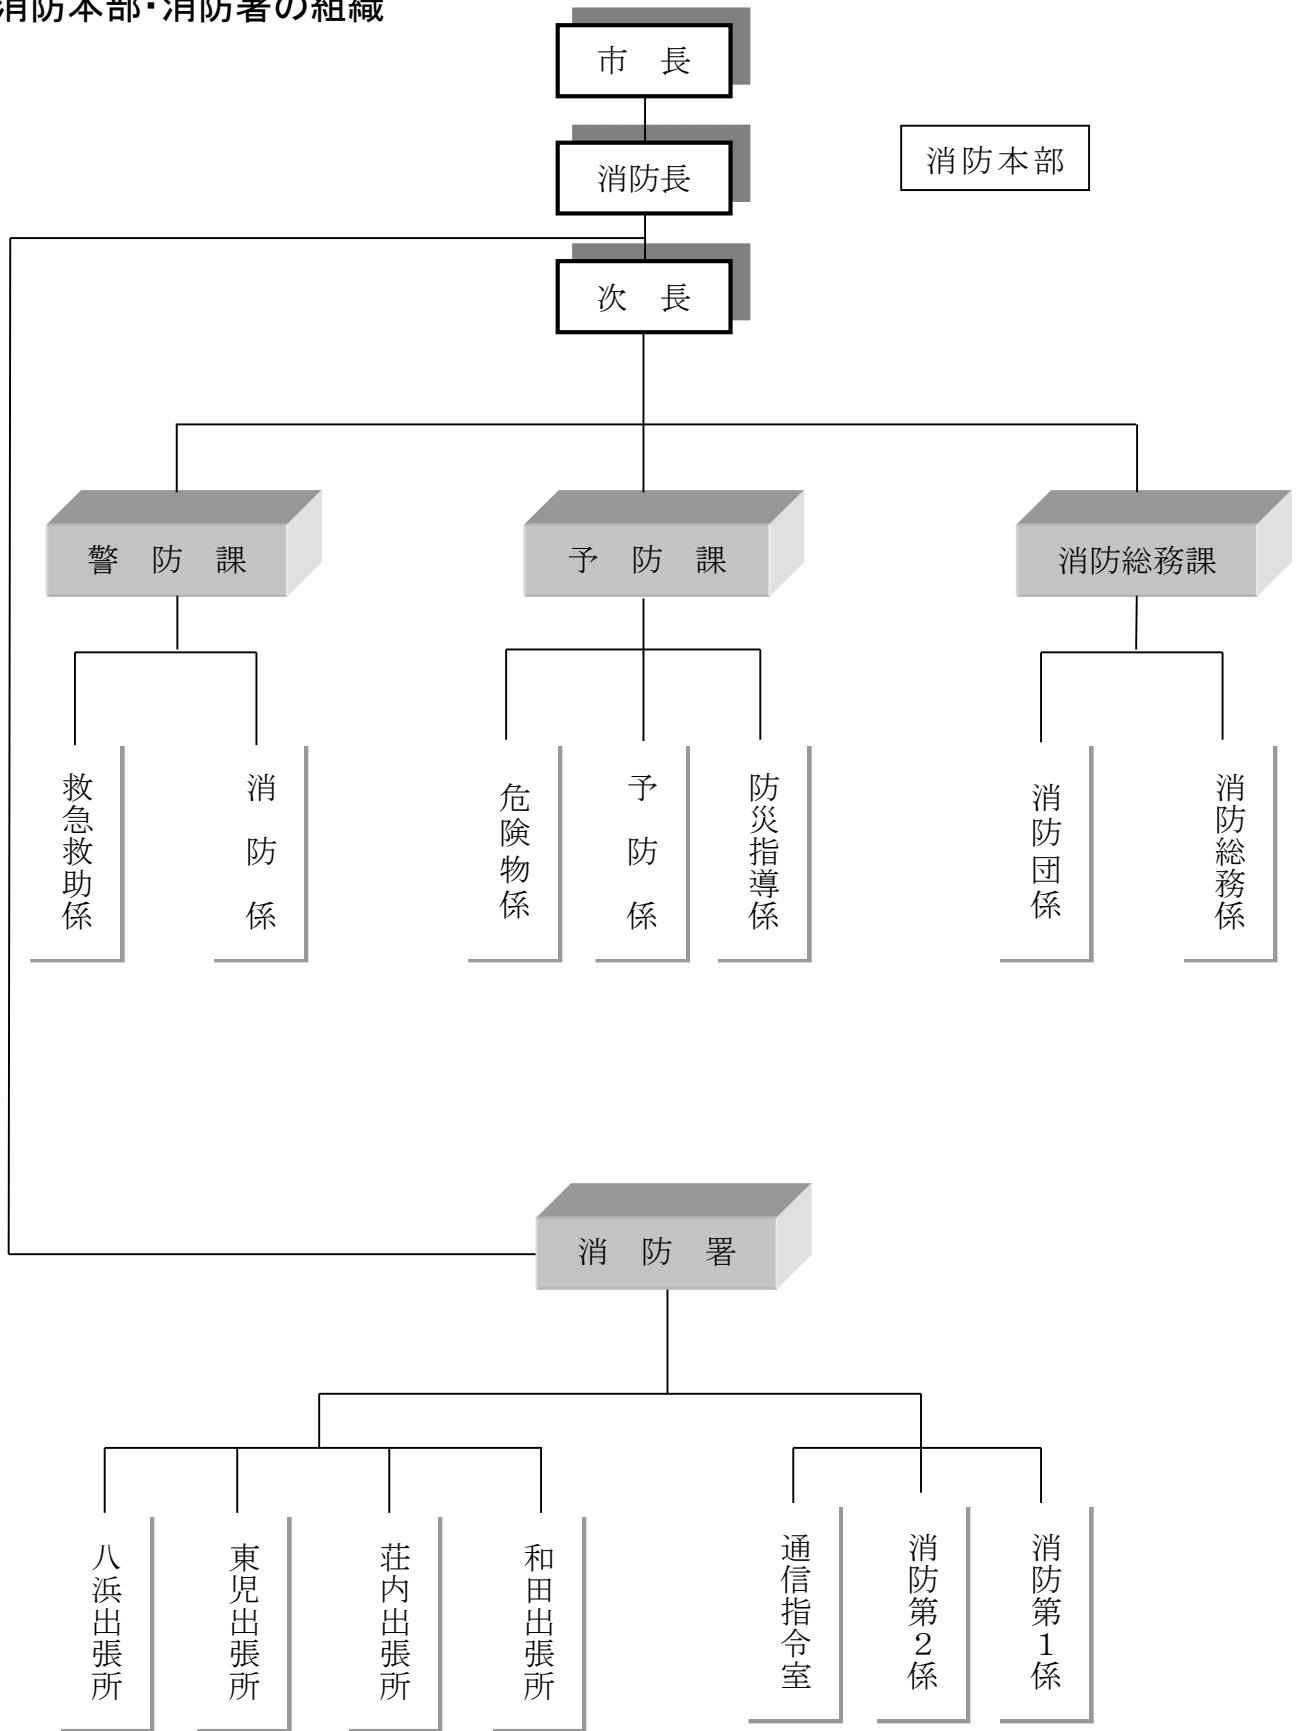 消防本部・消防署の組織
市　長
消防長
消防本部
次　長
警　防　課
予　防　課
消防総務課
救急救助係
消　防　係
危険物係
予　防　係
防災指導係
消防団係
消防総務係
消　防　署
八浜出張所
東児出張所
荘内出張所
和田出張所
通信指令室
消防第２係
消防第１係